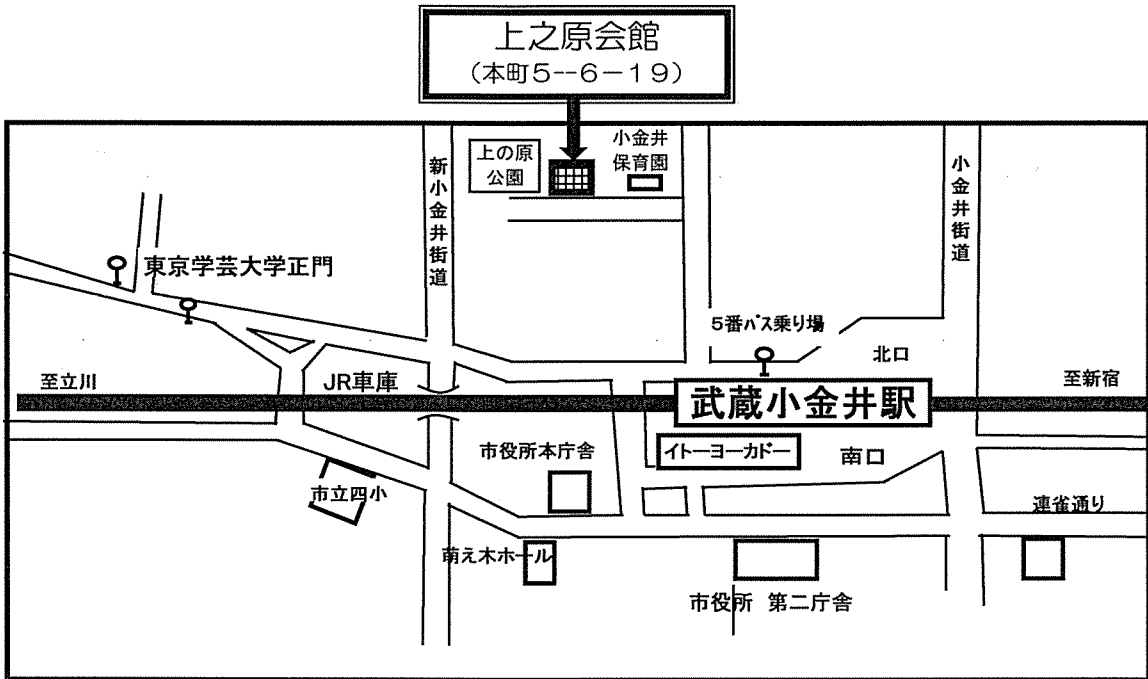 上之原会館
(本町5--6-19)
上の原
公園
小金井
保育園
新小金井街道
小金井街道
東京学芸大学正門
5番バス乗り場
北口
至立川
JR車庫
至新宿
武蔵小金井駅
市役所本庁舎
イトーヨーカドー
南口
市立四小
連雀通り
萌え木ホール
市役所 第二庁舎